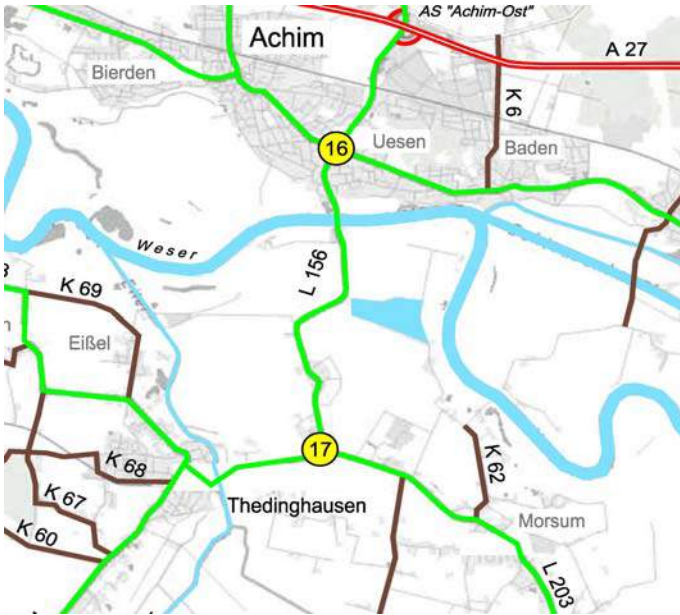 AS "Achim-Ost"
Achim
A 27
Bierden
K 6
16
Uesen
Baden
Weser
L 156
K 69
Eiter
Eißel
17
K 68
K 62
K 67
Thedinghausen
Morsum
K 60
L 203